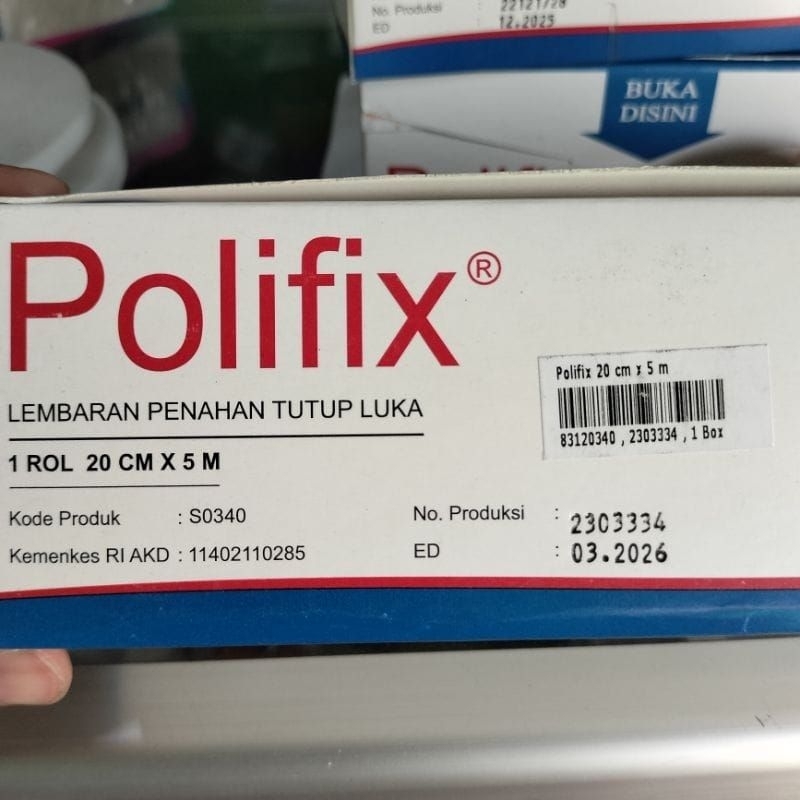 No. Produksi :
ED : 12.2025
BUKA
DISINI
Polifix®
LEMBARAN PENAHAN TUTUP LUKA
1 ROL 20 CM X 5 M
Kode Produk : S0340
Kemenkes RI AKD : 11402110285
No. Produksi : 2303334
ED : 03.2026
Polifix 20 cm x 5 m
83120340 , 2303334 , 1 Box